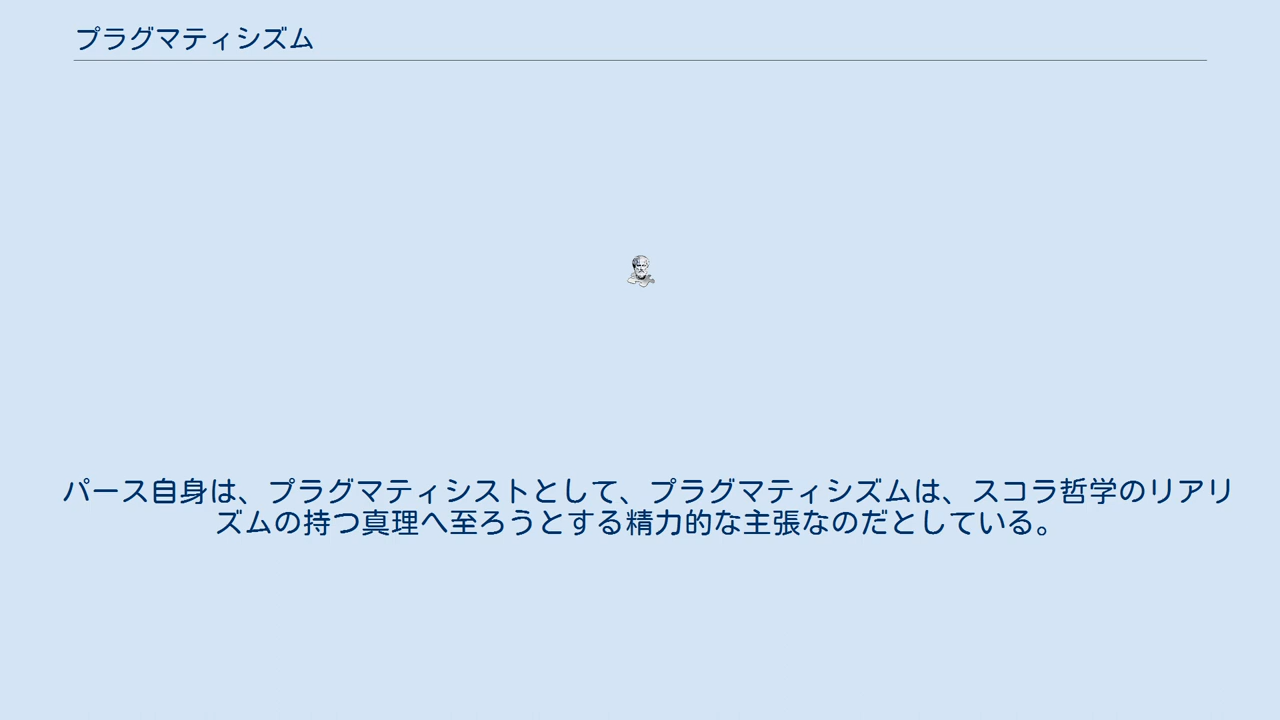 プラグマティシズム
パース自身は、プラグマティシストとして、プラグマティシズムは、スコラ哲学のリアリ
ズムの持つ真理へ至ろうとする精力的な主張なのだとしている。